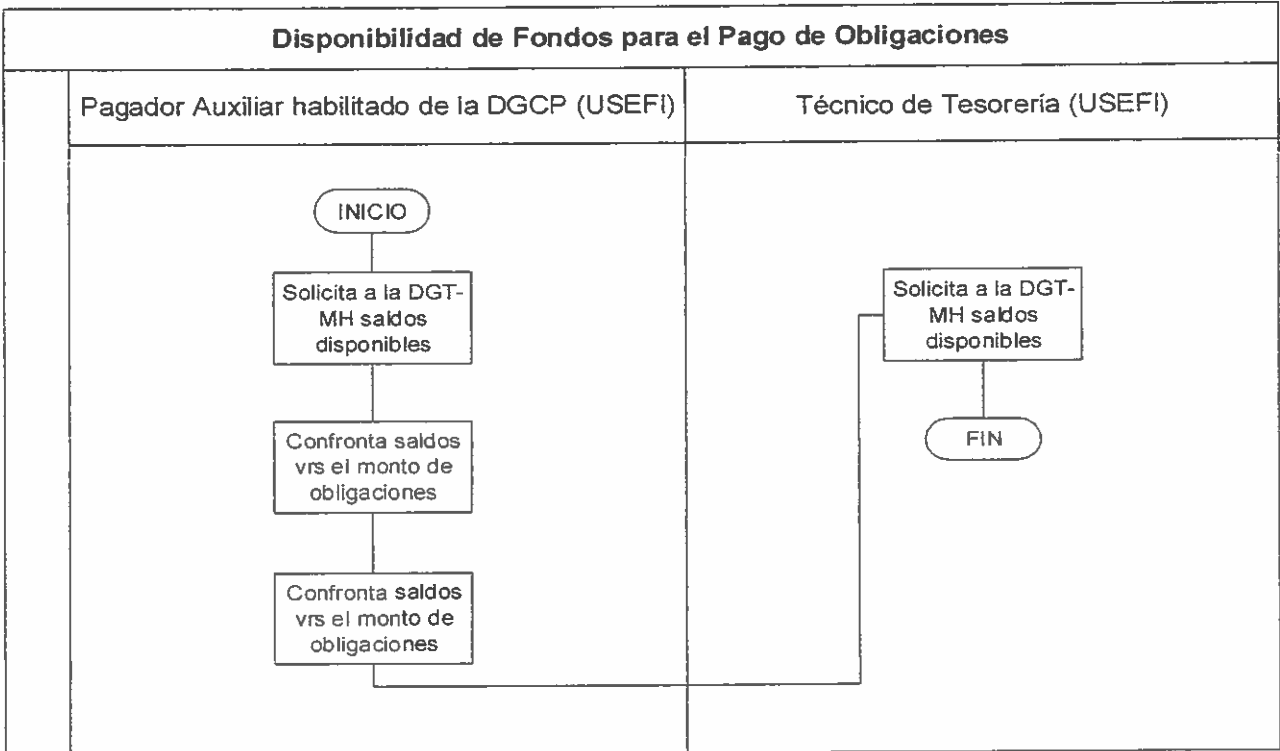 Disponibilidad de Fondos para el Pago de Obligaciones
Pagador Auxiliar habilitado de la DGCP (USEFI)
Técnico de Tesorería (USEFI)
INICIO
Solicita a la DGT-
MH saldos
disponibles
Confronta saldos
vrs el monto de
obligaciones
Confronta saldos
vrs el monto de
obligaciones
Solicita a la DGT-
MH saldos
disponibles
FIN